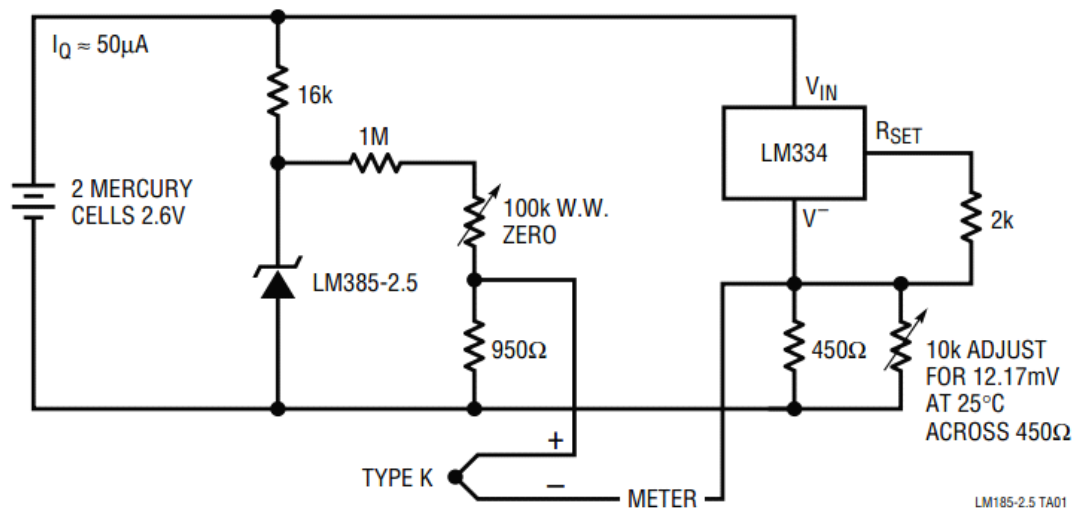 I_Q ≈ 50µA
16k
1M
2 MERCURY
CELLS 2.6V
100k W.W.
ZERO
LM385-2.5
950Ω
V_IN
R_SET
LM334
V⁻
2k
450Ω
10k ADJUST
FOR 12.17mV
AT 25°C
ACROSS 450Ω
+
TYPE K
–
METER
LM185-2.5 TA01